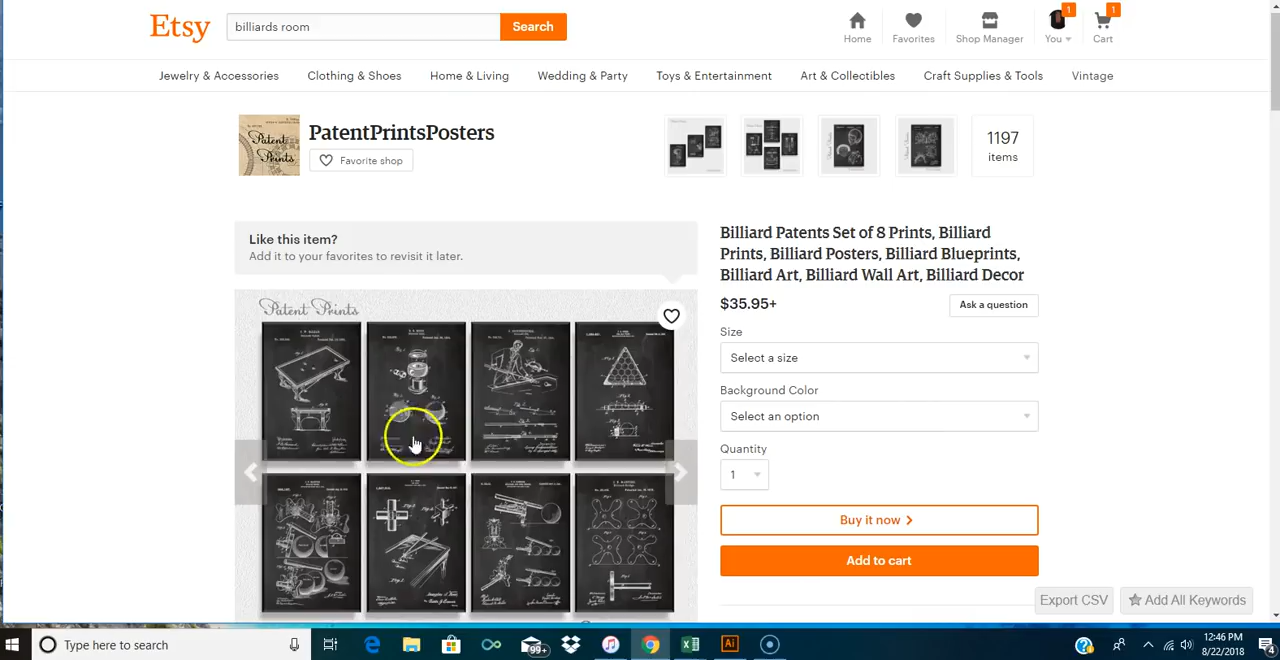 Etsy
billiards room
Search
Home
Favorites
Shop Manager
1
You
1
Cart
Jewelry & Accessories
Clothing & Shoes
Home & Living
Wedding & Party
Toys & Entertainment
Art & Collectibles
Craft Supplies & Tools
Vintage
Patent
Prints
PatentPrintsPosters
Favorite shop
1197
items
Like this item?
Add it to your favorites to revisit it later.
Patent Prints
Billiard Patents Set of 8 Prints, Billiard
Prints, Billiard Posters, Billiard Blueprints,
Billiard Art, Billiard Wall Art, Billiard Decor
$35.95+
Ask a question
Size
Select a size
Background Color
Select an option
Quantity
1
Buy it now
Add to cart
Export CSV
Add All Keywords
Type here to search
99+
12:46 PM
8/22/2018
4